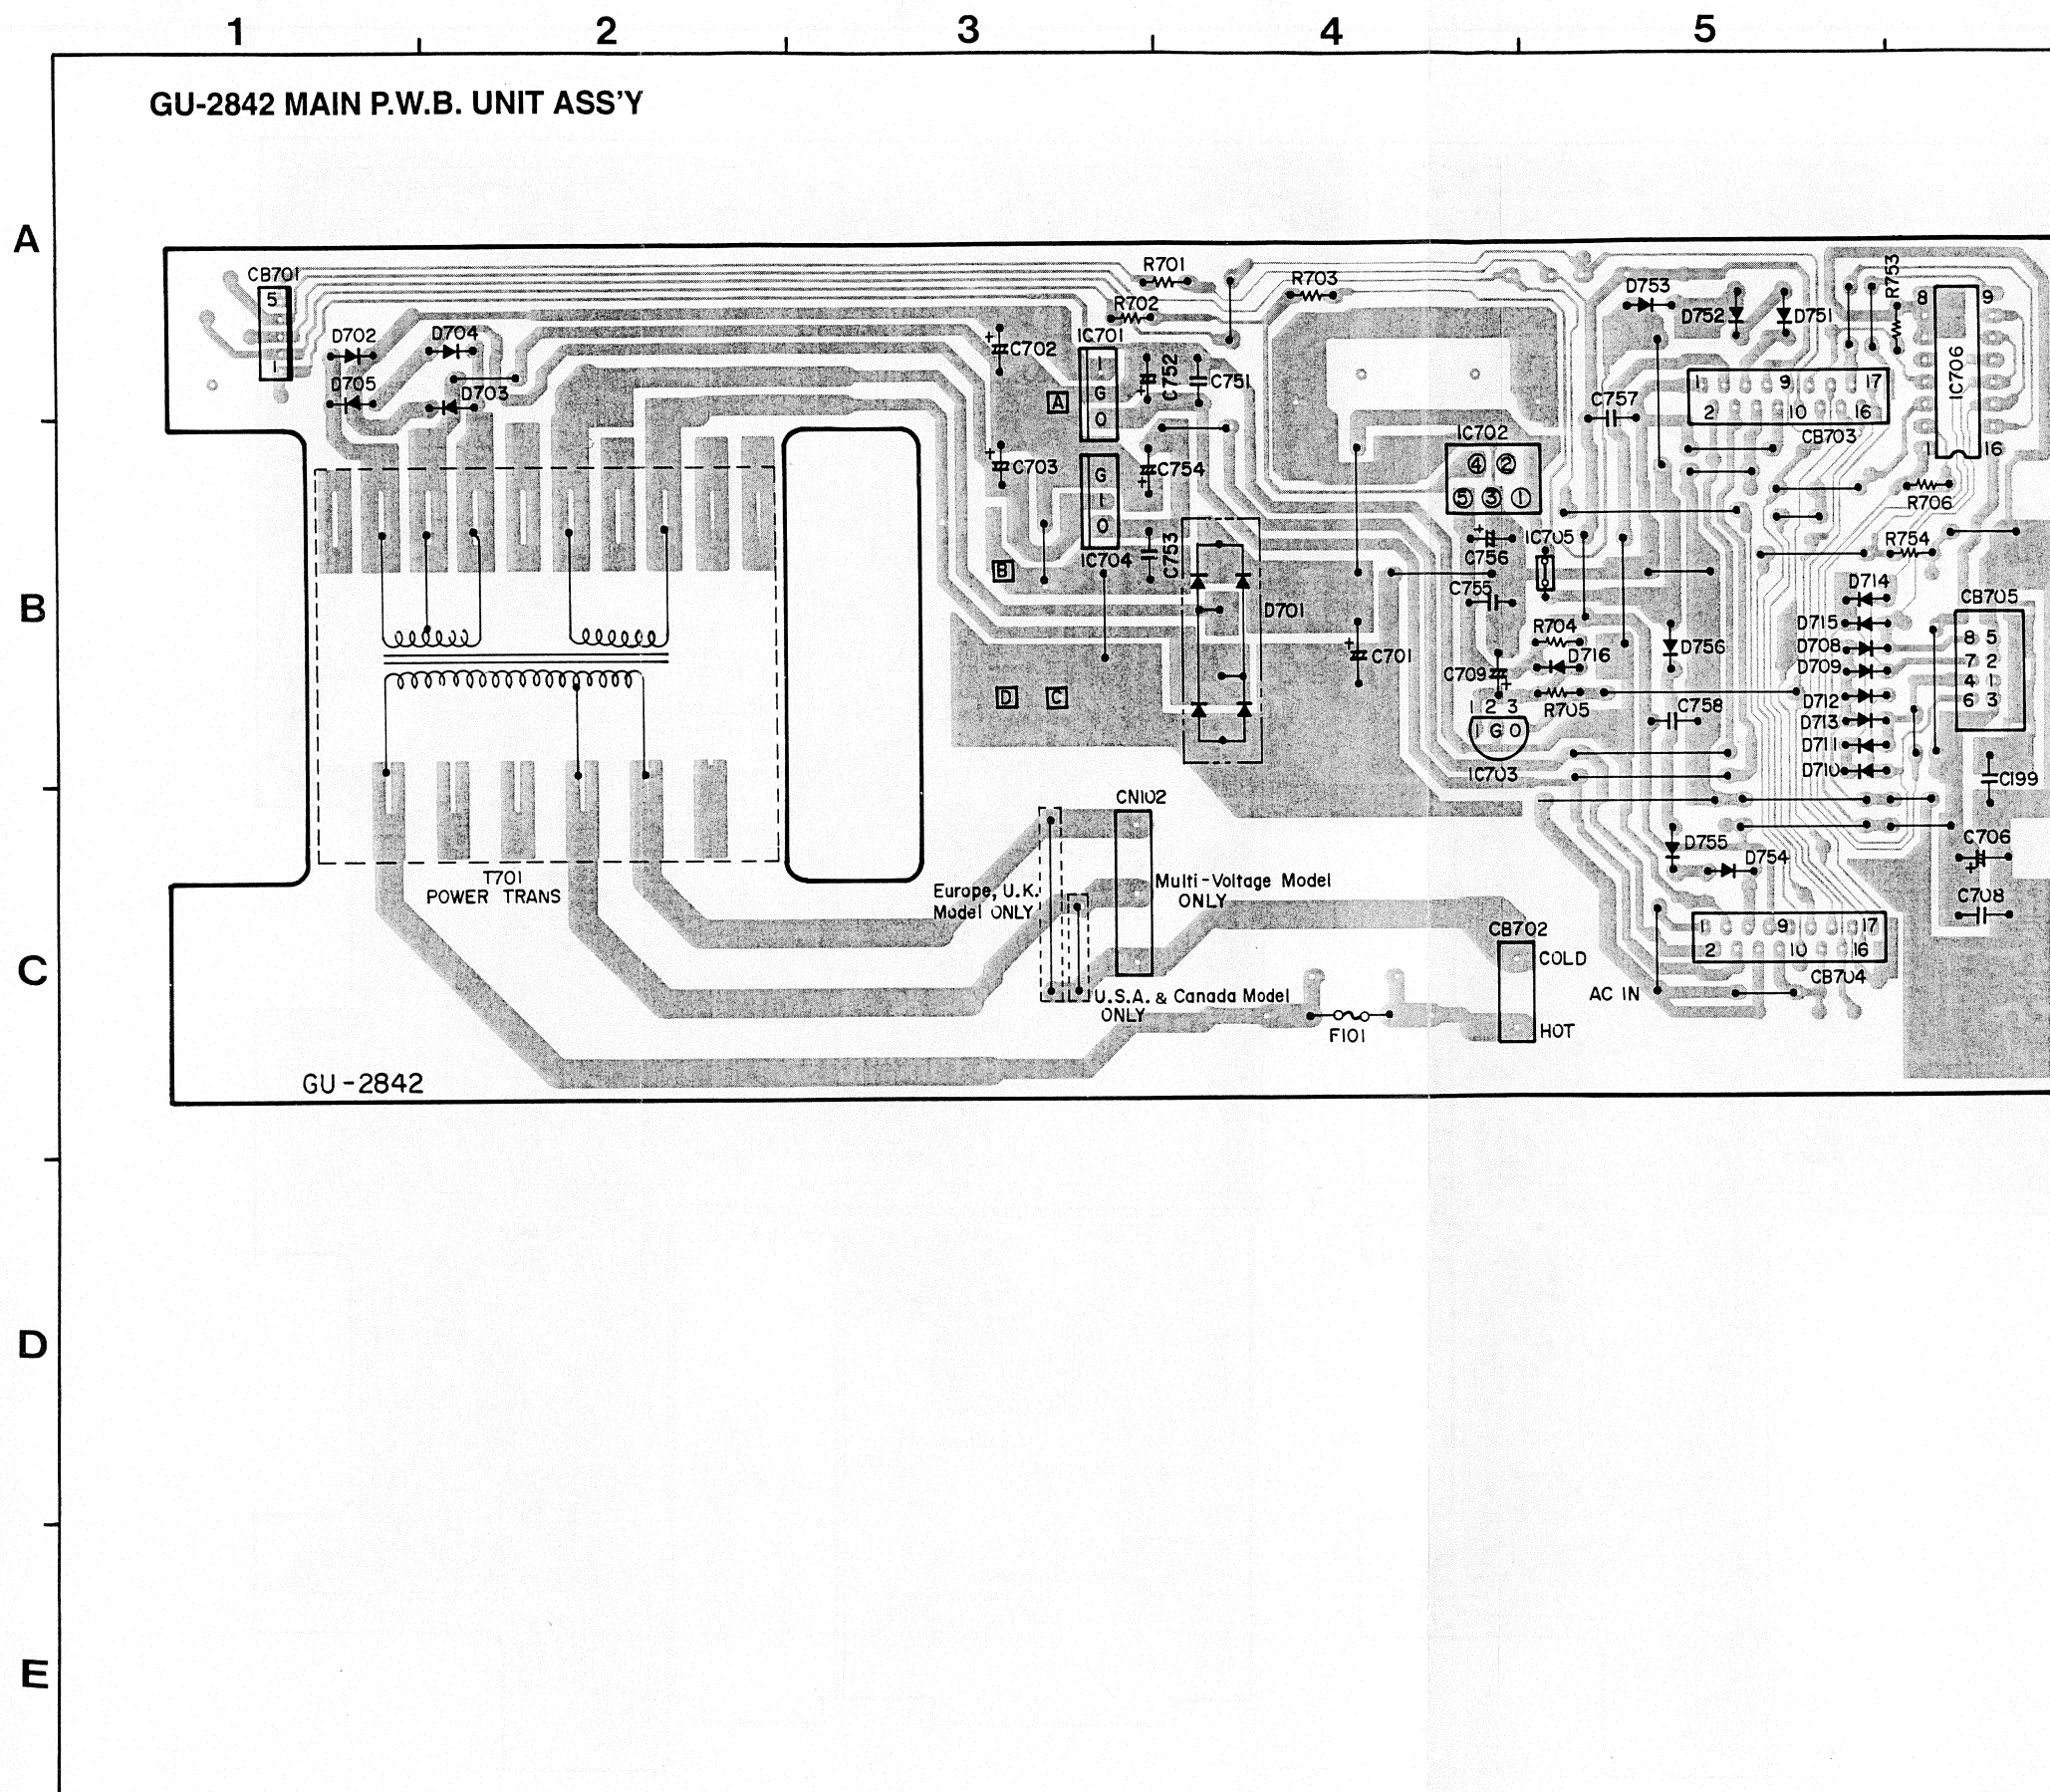 1 2 3 4 5
GU-2842 MAIN P.W.B. UNIT ASS'Y
A
B
C
D
E
CB701
5
1
D702
D704
D705
D703
R701
R702
R703
C702
IC701
I
G
O
C752
C751
A
C703
G
I
O
IC704
C754
C753
B
D C
D701
C701
IC702
4 2
5 3 1
C756
IC705
C755
R704
D716
C709
R705
1 2 3
I G O
IC703
D753
D752
D751
R753
8 9
IC706
1 16
C757
1 9 17
2 10 16
CB703
R706
R754
D714
CB705
D715
D708
D709
D712
D713
D711
D710
8 5
7 2
4 1
6 3
D756
C758
C199
C706
C708
D755
D754
1 9 17
2 10 16
CB704
T701
POWER TRANS
CN102
Europe, U.K.
Model ONLY
Multi-Voltage Model
ONLY
U.S.A. & Canada Model
ONLY
F101
CB702
COLD
AC IN
HOT
GU-2842